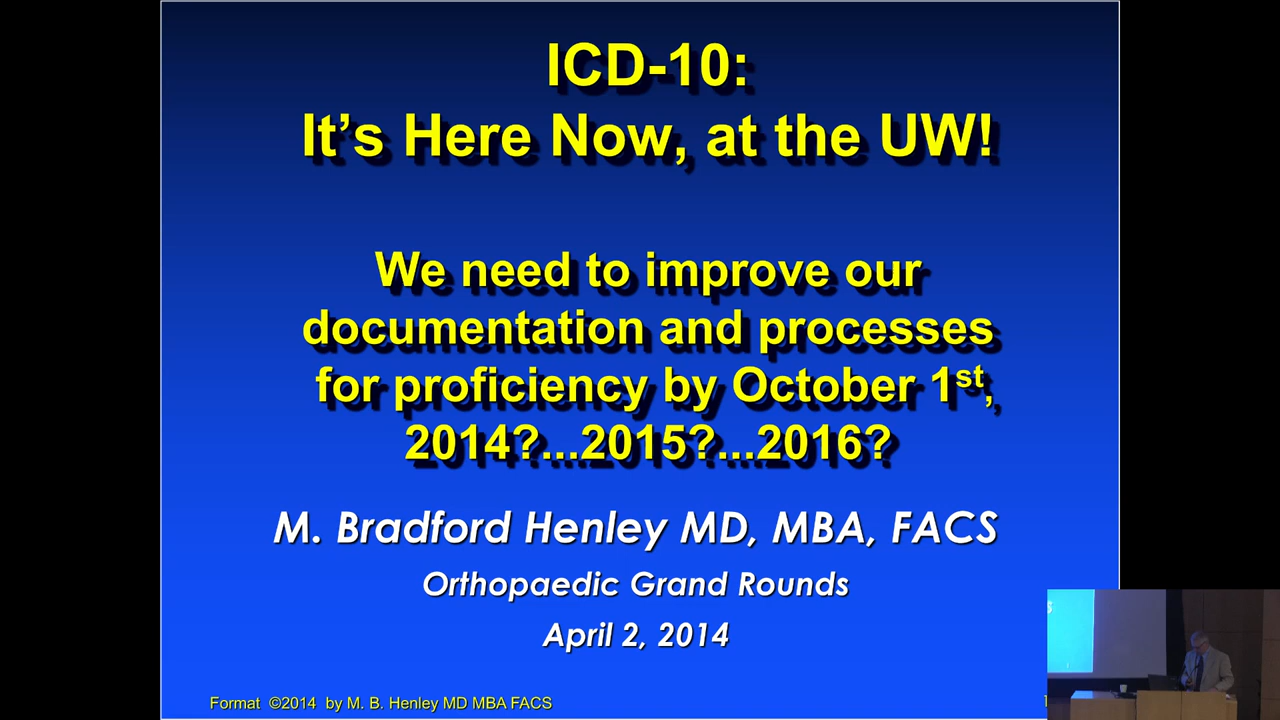 ICD-10:
It's Here Now, at the UW!
We need to improve our
documentation and processes
for proficiency by October 1st,
2014?...2015?...2016?
M. Bradford Henley MD, MBA, FACS
Orthopaedic Grand Rounds
April 2, 2014
Format ©2014 by M. B. Henley MD MBA FACS